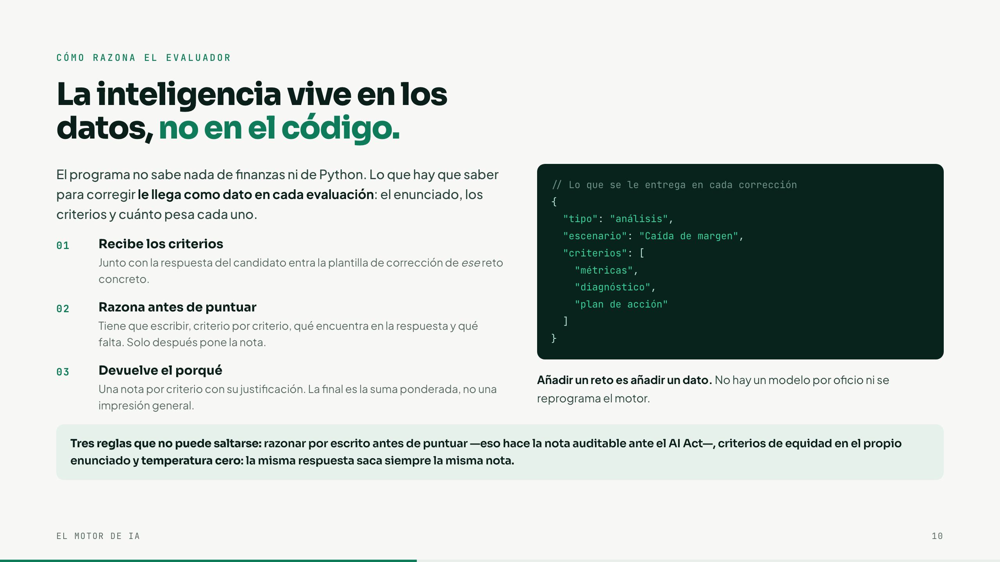 CÓMO RAZONA EL EVALUADOR
La inteligencia vive en los
datos, no en el código.
El programa no sabe nada de finanzas ni de Python. Lo que hay que saber
para corregir le llega como dato en cada evaluación: el enunciado, los
criterios y cuánto pesa cada uno.
01
Recibe los criterios
Junto con la respuesta del candidato entra la plantilla de corrección de ese reto
concreto.
02
Razona antes de puntuar
Tiene que escribir, criterio por criterio, qué encuentra en la respuesta y qué
falta. Solo después pone la nota.
03
Devuelve el porqué
Una nota por criterio con su justificación. La final es la suma ponderada, no una
impresión general.
// Lo que se le entrega en cada corrección
{
"tipo": "análisis",
"escenario": "Caída de margen",
"criterios": [
"métricas",
"diagnóstico",
"plan de acción"
]
}
Añadir un reto es añadir un dato. No hay un modelo por oficio ni se
reprograma el motor.
Tres reglas que no puede saltarse: razonar por escrito antes de puntuar —eso hace la nota auditable ante el AI Act—, criterios de equidad en el propio
enunciado y temperatura cero: la misma respuesta saca siempre la misma nota.
EL MOTOR DE IA
10